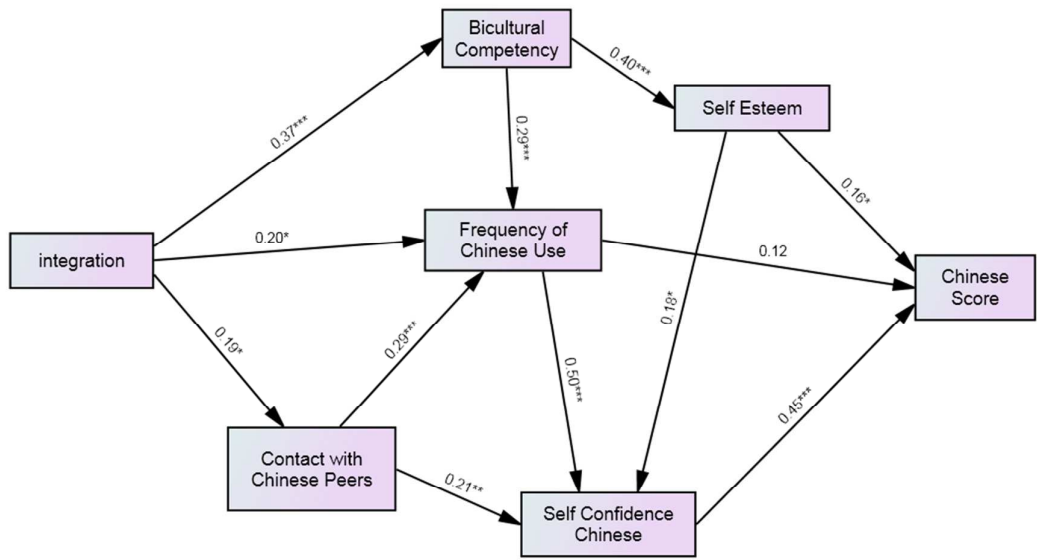 Bicultural
Competency
0.40***
Self Esteem
0.37***
0.29***
0.16*
Frequency of
Chinese Use
0.20*
0.12
integration
Chinese
Score
0.18*
0.19*
0.29***
0.50***
0.45***
Contact with
Chinese Peers
0.21**
Self Confidence
Chinese